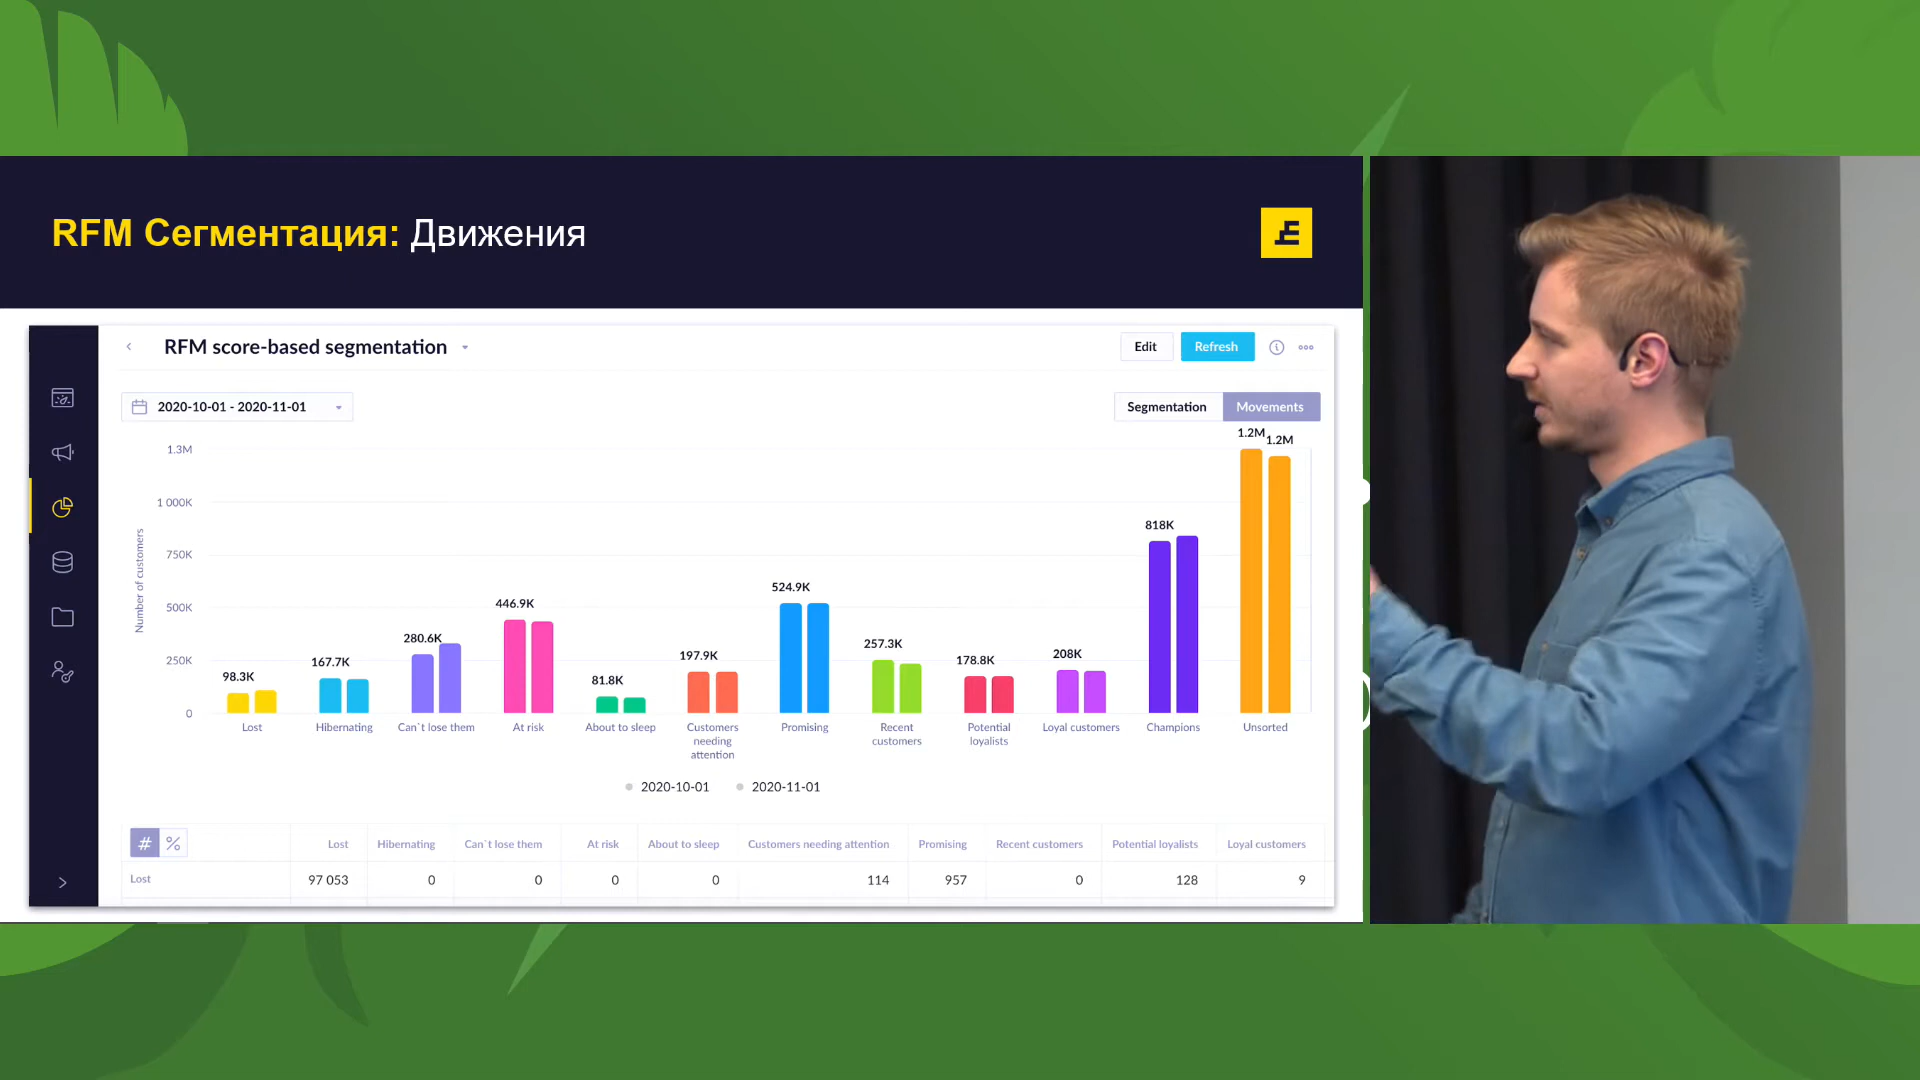 RFM Сегментация: Движения
RFM score-based segmentation
Edit
Refresh
2020-10-01 - 2020-11-01
Segmentation
Movements
Number of customers
1.3M
1 000K
750K
500K
250K
0
98.3K
167.7K
280.6K
446.9K
81.8K
197.9K
524.9K
257.3K
178.8K
208K
818K
1.2M
1.2M
Lost
Hibernating
Can`t lose them
At risk
About to sleep
Customers
needing
attention
Promising
Recent
customers
Potential
loyalists
Loyal customers
Champions
Unsorted
2020-10-01
2020-11-01
# % Lost Hibernating Can`t lose them At risk About to sleep Customers needing attention Promising Recent customers Potential loyalists Loyal customers
Lost 97 053 0 0 0 0 114 957 0 128 9